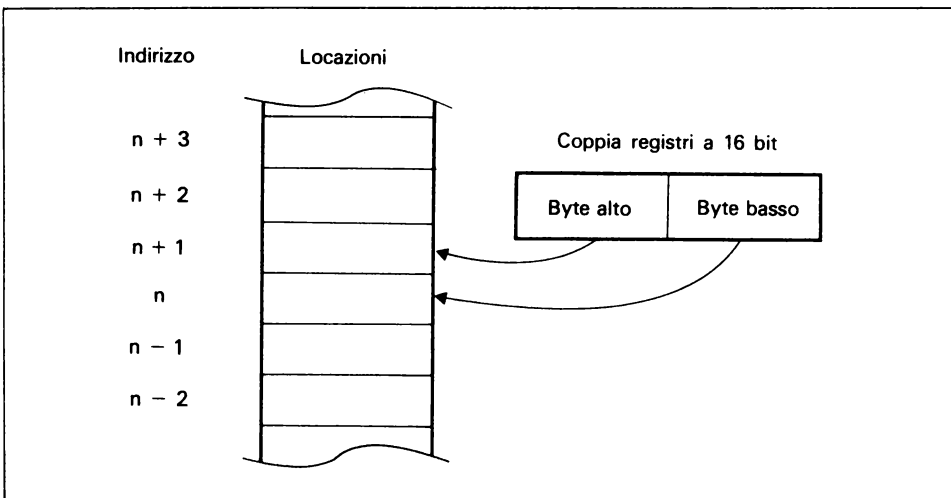 Indirizzo Locazioni
n + 3
Coppia registri a 16 bit
n + 2
Byte alto Byte basso
n + 1
n
n − 1
n − 2